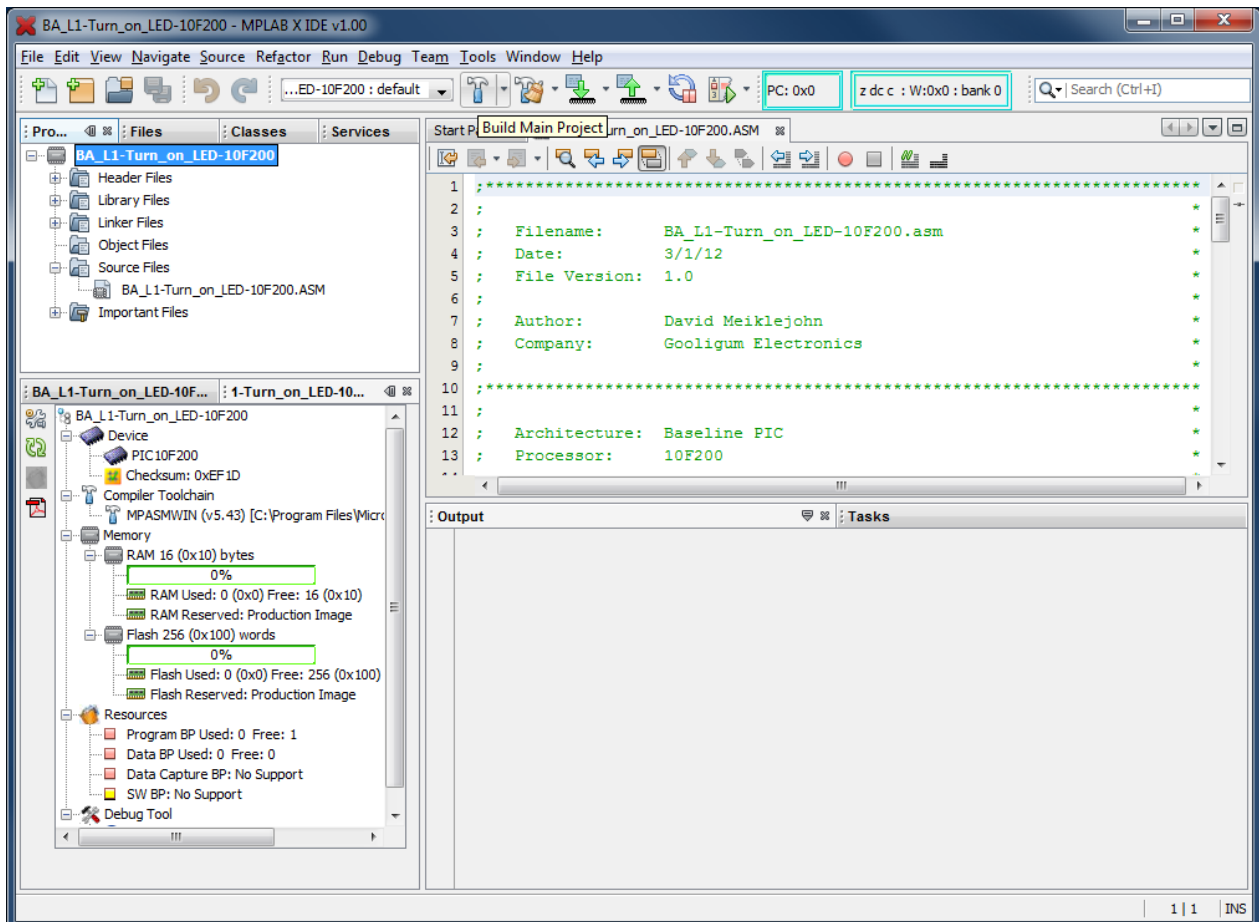 BA_L1-Turn_on_LED-10F200 - MPLAB X IDE v1.00
File Edit View Navigate Source Refactor Run Debug Team Tools Window Help
...ED-10F200 : default
PC: 0x0
z dc c : W:0x0 : bank 0
Search (Ctrl+I)
Build Main Project
Pro... Files Classes Services
BA_L1-Turn_on_LED-10F200
Header Files
Library Files
Linker Files
Object Files
Source Files
BA_L1-Turn_on_LED-10F200.ASM
Important Files
BA_L1-Turn_on_LED-10F... 1-Turn_on_LED-10...
BA_L1-Turn_on_LED-10F200
Device
PIC10F200
Checksum: 0xEF1D
Compiler Toolchain
MPASMWIN (v5.43) [C:\Program Files\Micro
Memory
RAM 16 (0x10) bytes
0%
RAM Used: 0 (0x0) Free: 16 (0x10)
RAM Reserved: Production Image
Flash 256 (0x100) words
0%
Flash Used: 0 (0x0) Free: 256 (0x100)
Flash Reserved: Production Image
Resources
Program BP Used: 0 Free: 1
Data BP Used: 0 Free: 0
Data Capture BP: No Support
SW BP: No Support
Debug Tool
Start P urn_on_LED-10F200.ASM
1 ;************************************************************************
2 ; *
3 ; Filename: BA_L1-Turn_on_LED-10F200.asm *
4 ; Date: 3/1/12 *
5 ; File Version: 1.0 *
6 ; *
7 ; Author: David Meiklejohn *
8 ; Company: Gooligum Electronics *
9 ; *
10 ;************************************************************************
11 ; *
12 ; Architecture: Baseline PIC *
13 ; Processor: 10F200 *
Output Tasks
1 | 1 INS